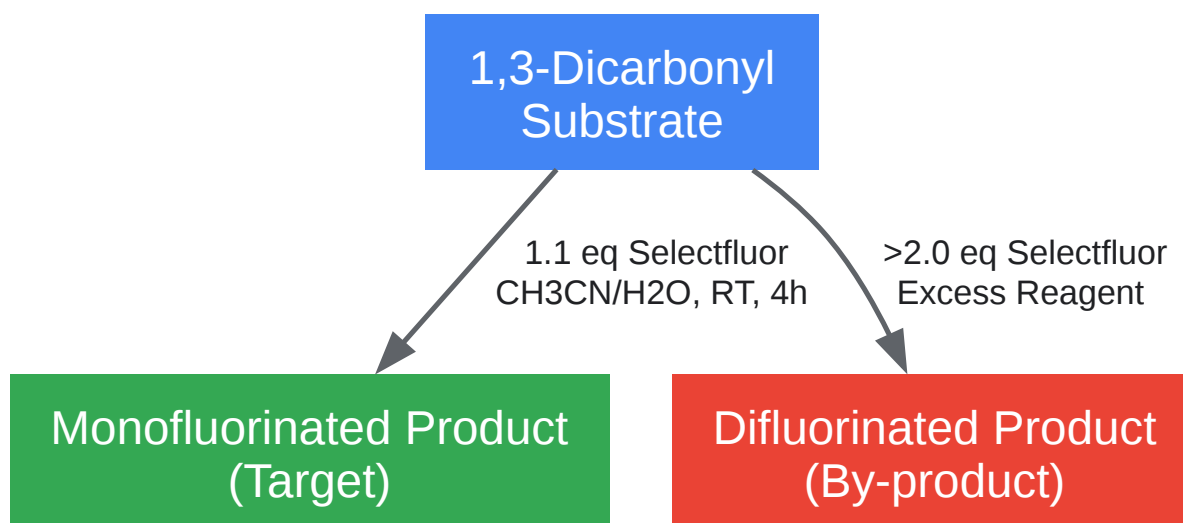 1,3-Dicarbonyl
Substrate
1.1 eq Selectfluor
CH3CN/H2O, RT, 4h
>2.0 eq Selectfluor
Excess Reagent
Monofluorinated Product
(Target)
Difluorinated Product
(By-product)